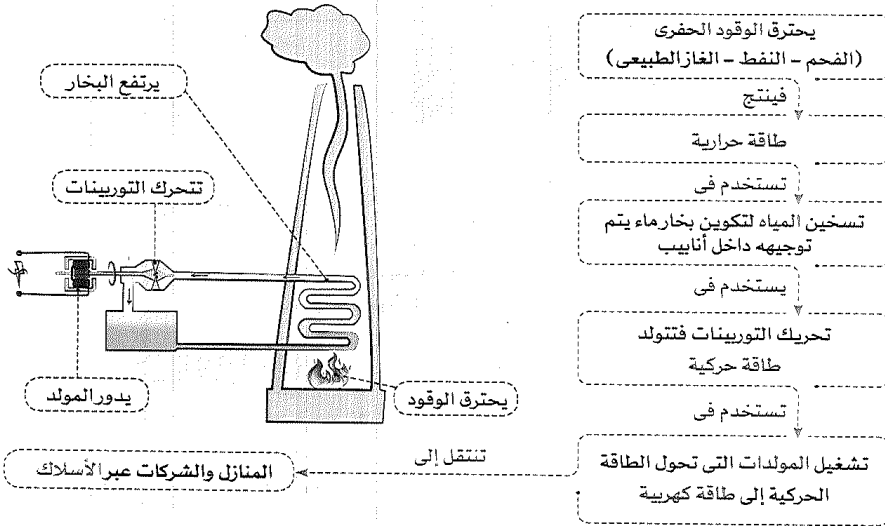 يحترق الوقود الحفرى
(الفحم - النفط - الغاز الطبيعى)
فينتج
طاقة حرارية
تستخدم فى
تسخين المياه لتكوين بخار ماء يتم
توجيهه داخل أنابيب
يستخدم فى
تحريك التوربينات فتتولد
طاقة حركية
تستخدم فى
تشغيل المولدات التى تحول الطاقة
الحركية إلى طاقة كهربية
تنتقل إلى
المنازل والشركات عبر الأسلاك
يرتفع البخار
تتحرك التوربينات
يدور المولد
يحترق الوقود